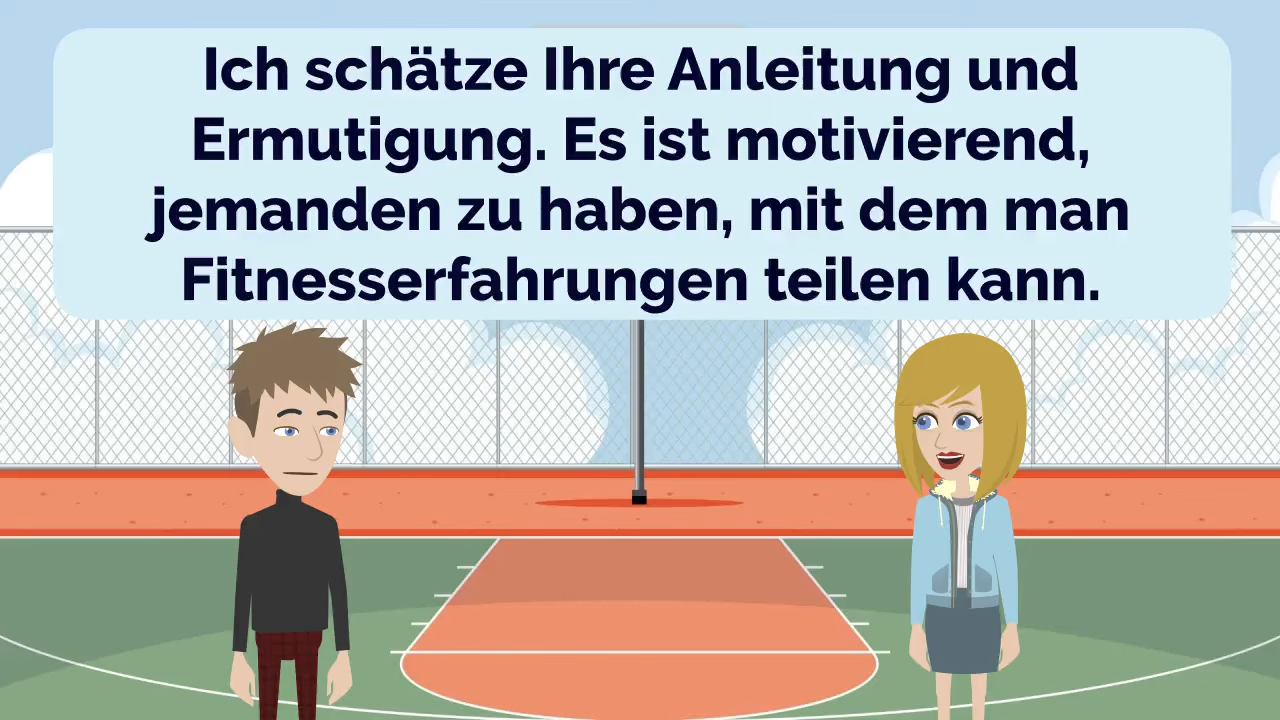 Ich schätze Ihre Anleitung und
Ermutigung. Es ist motivierend,
jemanden zu haben, mit dem man
Fitnesserfahrungen teilen kann.